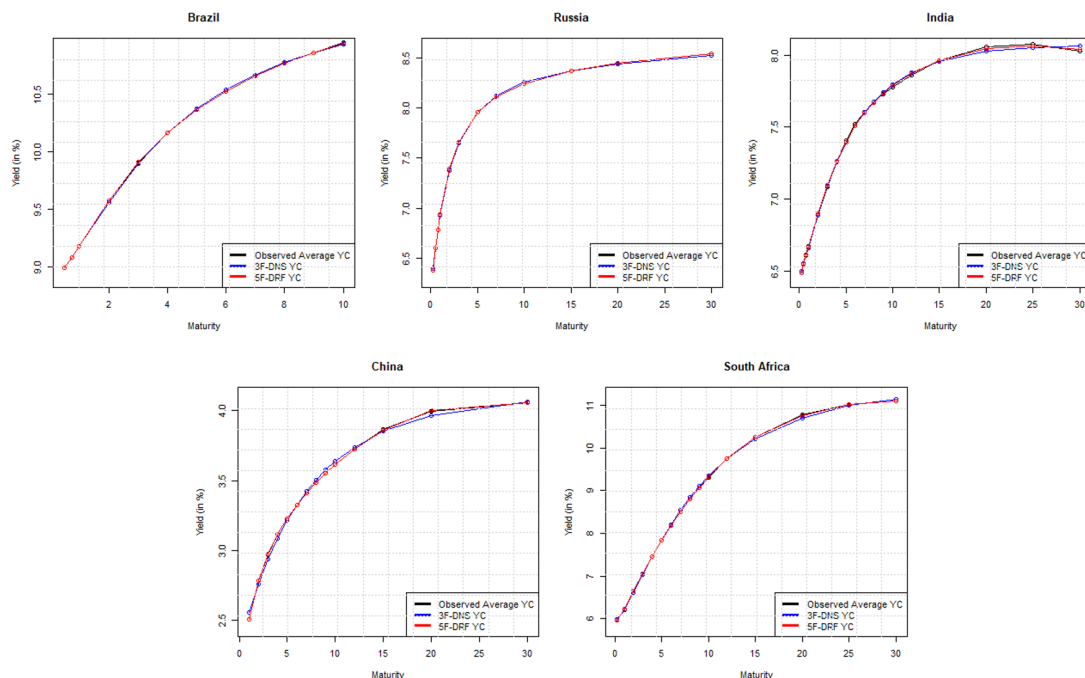 Brazil
Yield (in %)
10.5
10.0
9.5
9.0
Observed Average YC
3F-DNS YC
5F-DRF YC
2 4 6 8 10
Maturity
Russia
Yield (in %)
8.5
8.0
7.5
7.0
6.5
Observed Average YC
3F-DNS YC
5F-DRF YC
0 5 10 15 20 25 30
Maturity
India
Yield (in %)
8.0
7.5
7.0
6.5
Observed Average YC
3F-DNS YC
5F-DRF YC
0 5 10 15 20 25 30
Maturity
China
Yield (in %)
4.0
3.5
3.0
2.5
Observed Average YC
3F-DNS YC
5F-DRF YC
0 5 10 15 20 25 30
Maturity
South Africa
Yield (in %)
11
10
9
8
7
6
Observed Average YC
3F-DNS YC
5F-DRF YC
0 5 10 15 20 25 30
Maturity